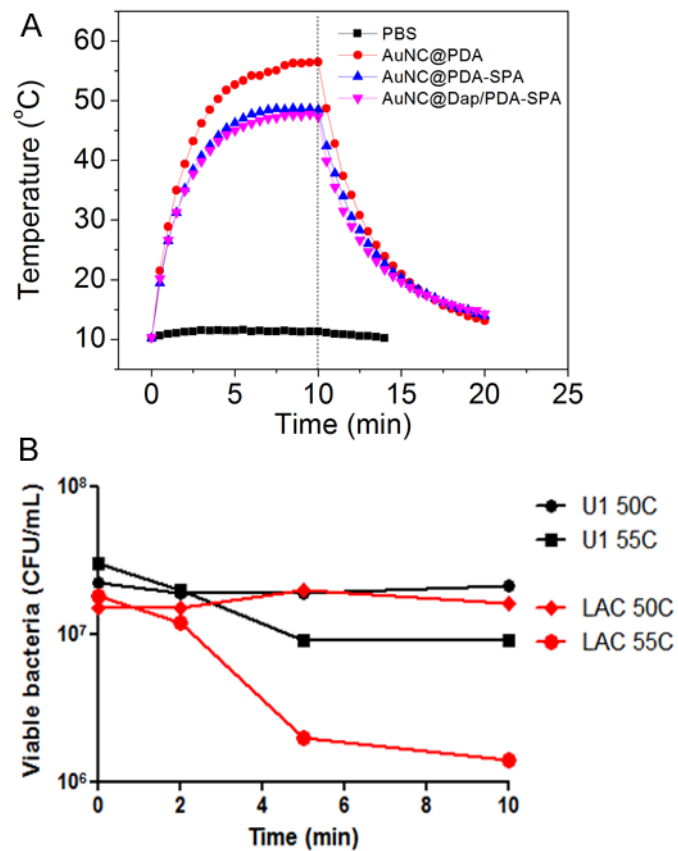 A
Temperature (°C)
60
50
40
30
20
10
PBS
AuNC@PDA
AuNC@PDA-SPA
AuNC@Dap/PDA-SPA
0
5
10
15
20
25
Time (min)
B
Viable bacteria (CFU/mL)
10⁸
10⁷
10⁶
U1 50C
U1 55C
LAC 50C
LAC 55C
0
2
4
6
8
10
Time (min)